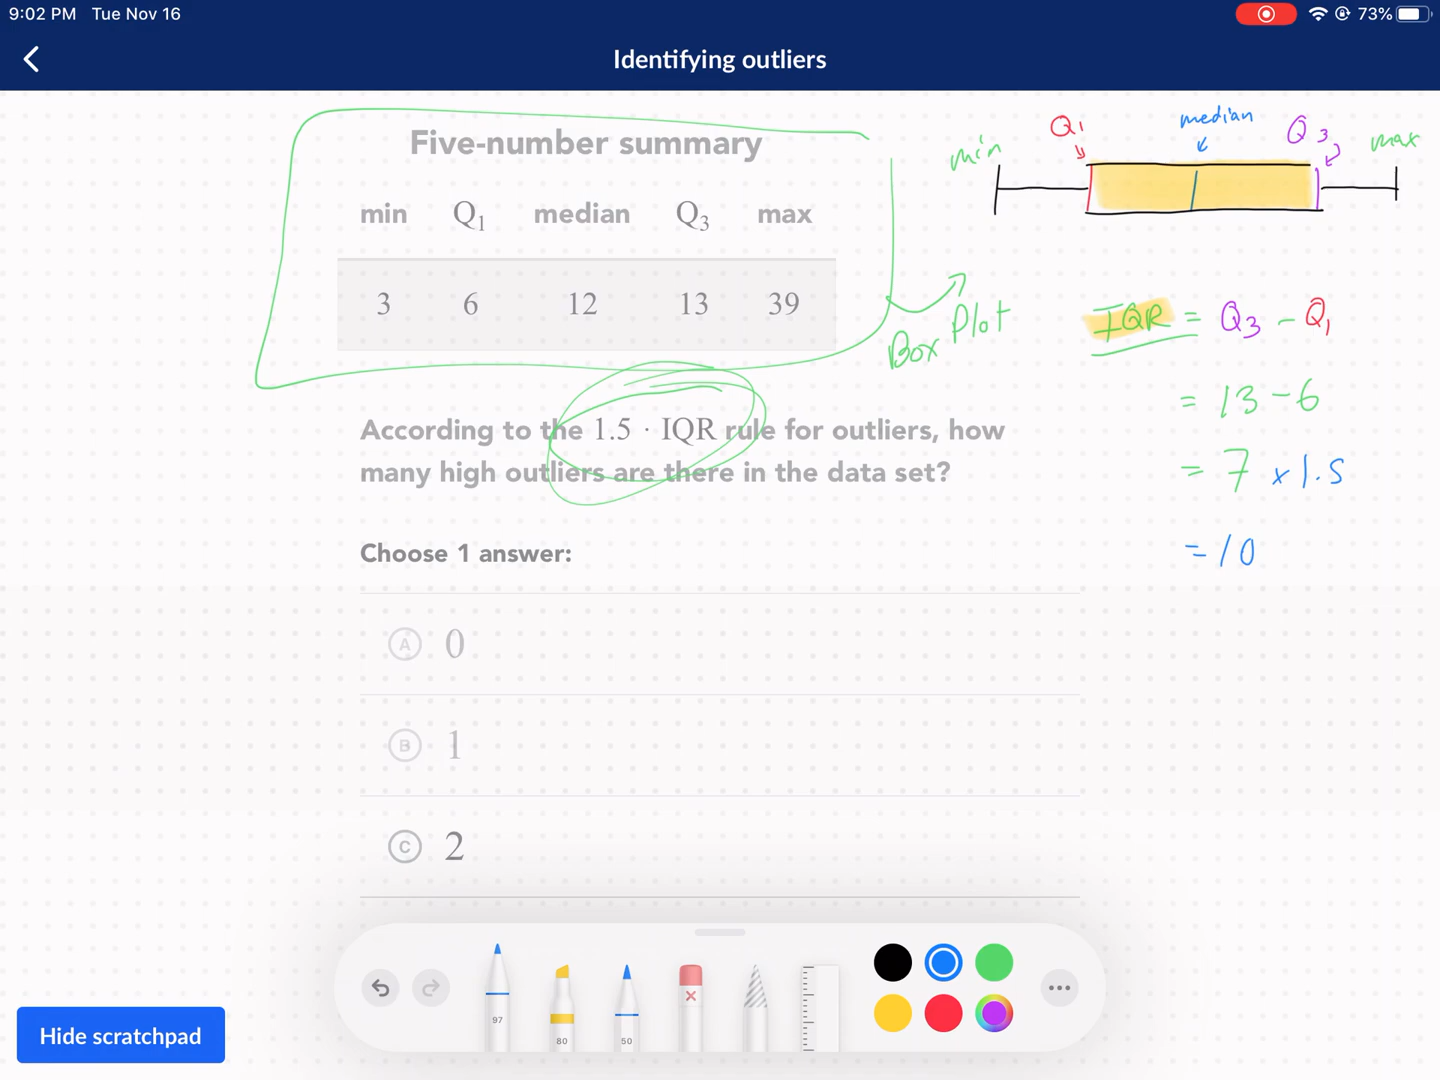 9:02 PM Tue Nov 16
73%
Identifying outliers
Five-number summary
min Q1 median Q3 max
3 6 12 13 39
According to the 1.5 · IQR rule for outliers, how
many high outliers are there in the data set?
Choose 1 answer:
A 0
B 1
C 2
min Q1 median Q3 max
Box Plot
IQR = Q3 - Q1
= 13 - 6
= 7 x 1.5
= 10
97
80
50
Hide scratchpad